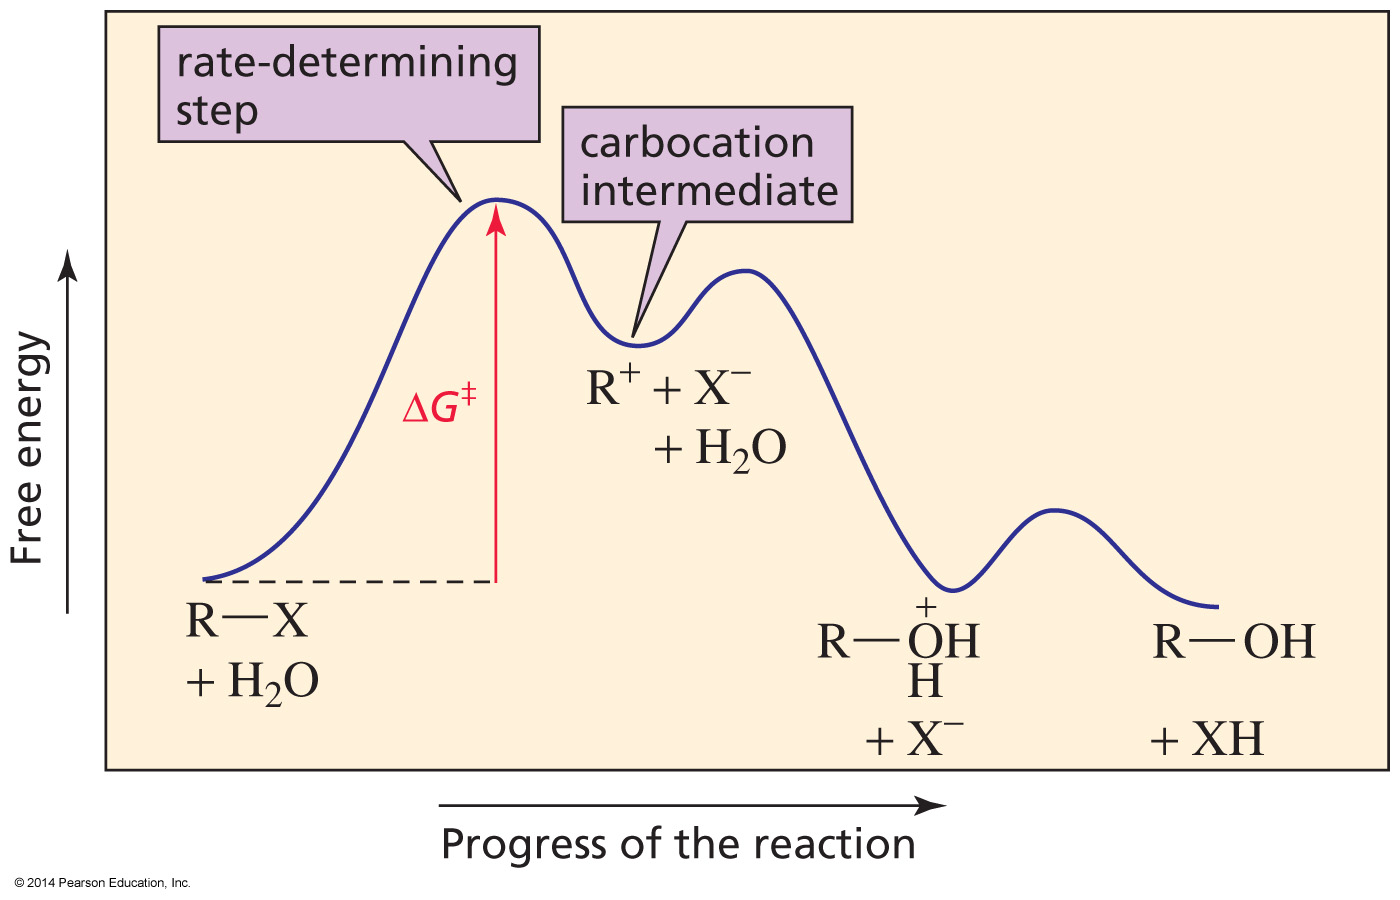 rate-determining
step
carbocation
intermediate
Free energy
ΔG‡
R⁺ + X⁻
+ H₂O
R—X
+ H₂O
+
R—OH
H
+ X⁻
R—OH
+ XH
Progress of the reaction
© 2014 Pearson Education, Inc.